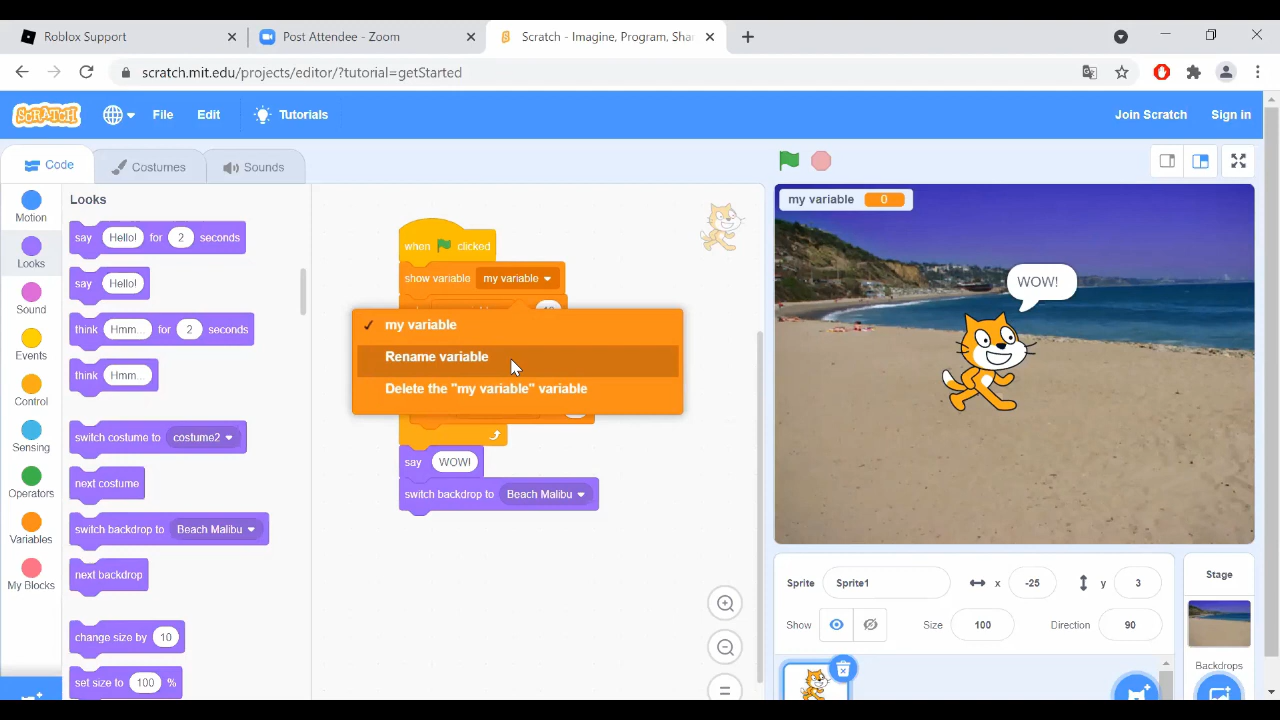 Roblox Support
Post Attendee - Zoom
Scratch - Imagine, Program, Shar
scratch.mit.edu/projects/editor/?tutorial=getStarted
SCRATCH
File
Edit
Tutorials
Join Scratch
Sign in
Code
Costumes
Sounds
Motion
Looks
Sound
Events
Control
Sensing
Operators
Variables
My Blocks
Looks
say Hello! for 2 seconds
say Hello!
think Hmm... for 2 seconds
think Hmm...
switch costume to costume2
next costume
switch backdrop to Beach Malibu
next backdrop
change size by 10
set size to 100 %
when clicked
show variable my variable
my variable
Rename variable
Delete the "my variable" variable
say WOW!
switch backdrop to Beach Malibu
my variable 0
WOW!
Sprite Sprite1 x -25 y 3
Show Size 100 Direction 90
Stage
Backdrops